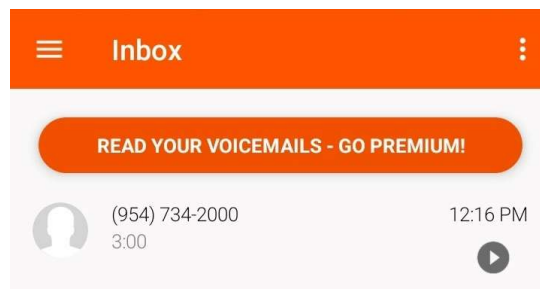 Inbox
READ YOUR VOICEMAILS - GO PREMIUM!
(954) 734-2000 12:16 PM
3:00